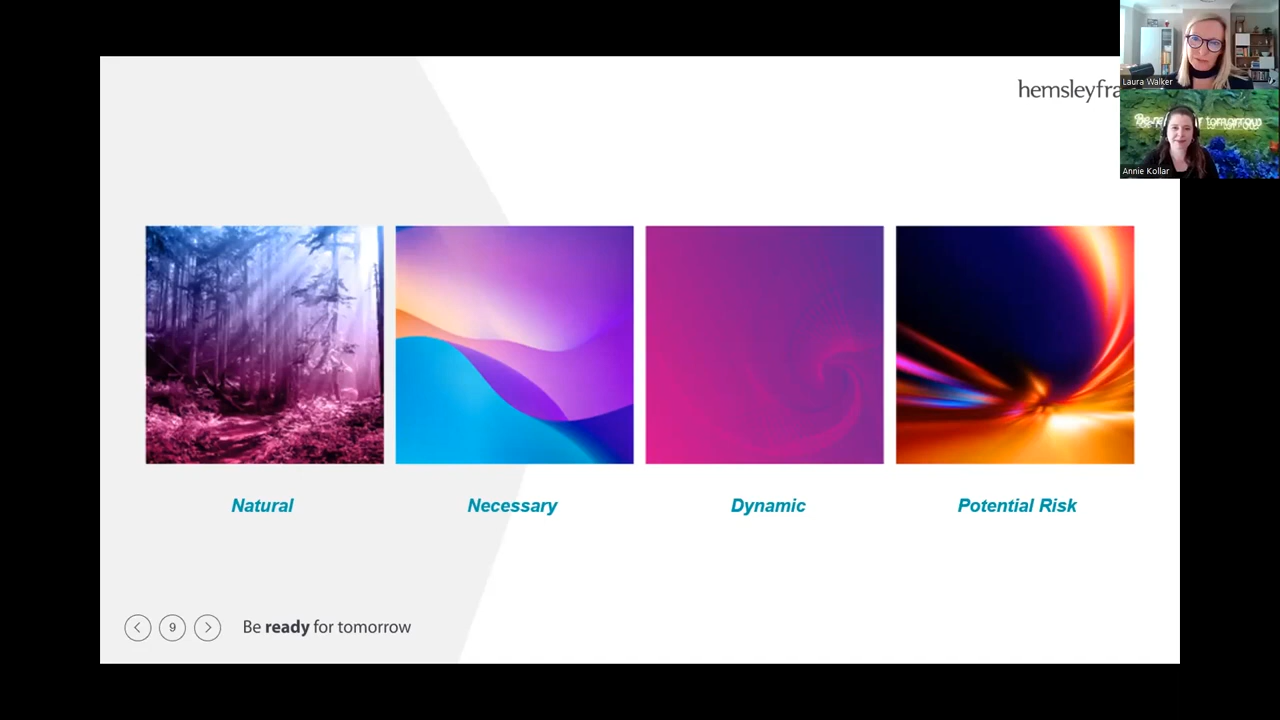 hemsleyfra
Laura Walker
Annie Kollar
Natural
Necessary
Dynamic
Potential Risk
9
Be ready for tomorrow